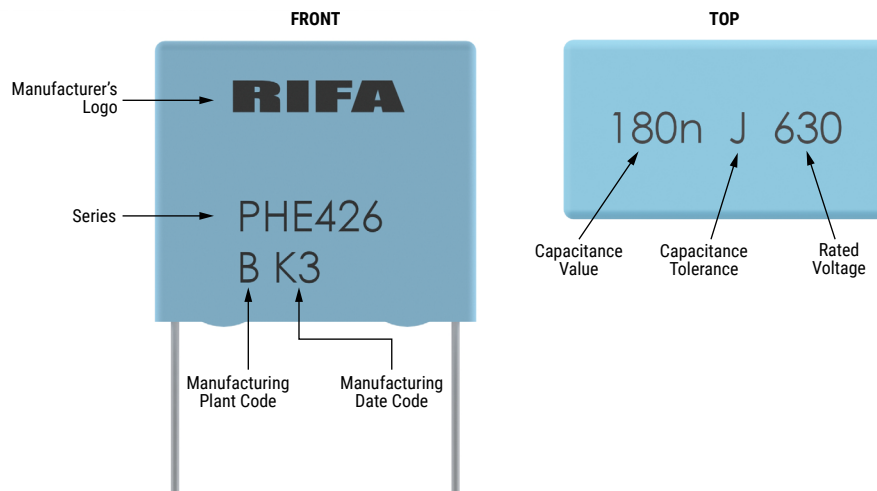 FRONT
Manufacturer's
Logo
RIFA
Series
PHE426
B K3
Manufacturing
Plant Code
Manufacturing
Date Code
TOP
180n J 630
Capacitance
Value
Capacitance
Tolerance
Rated
Voltage